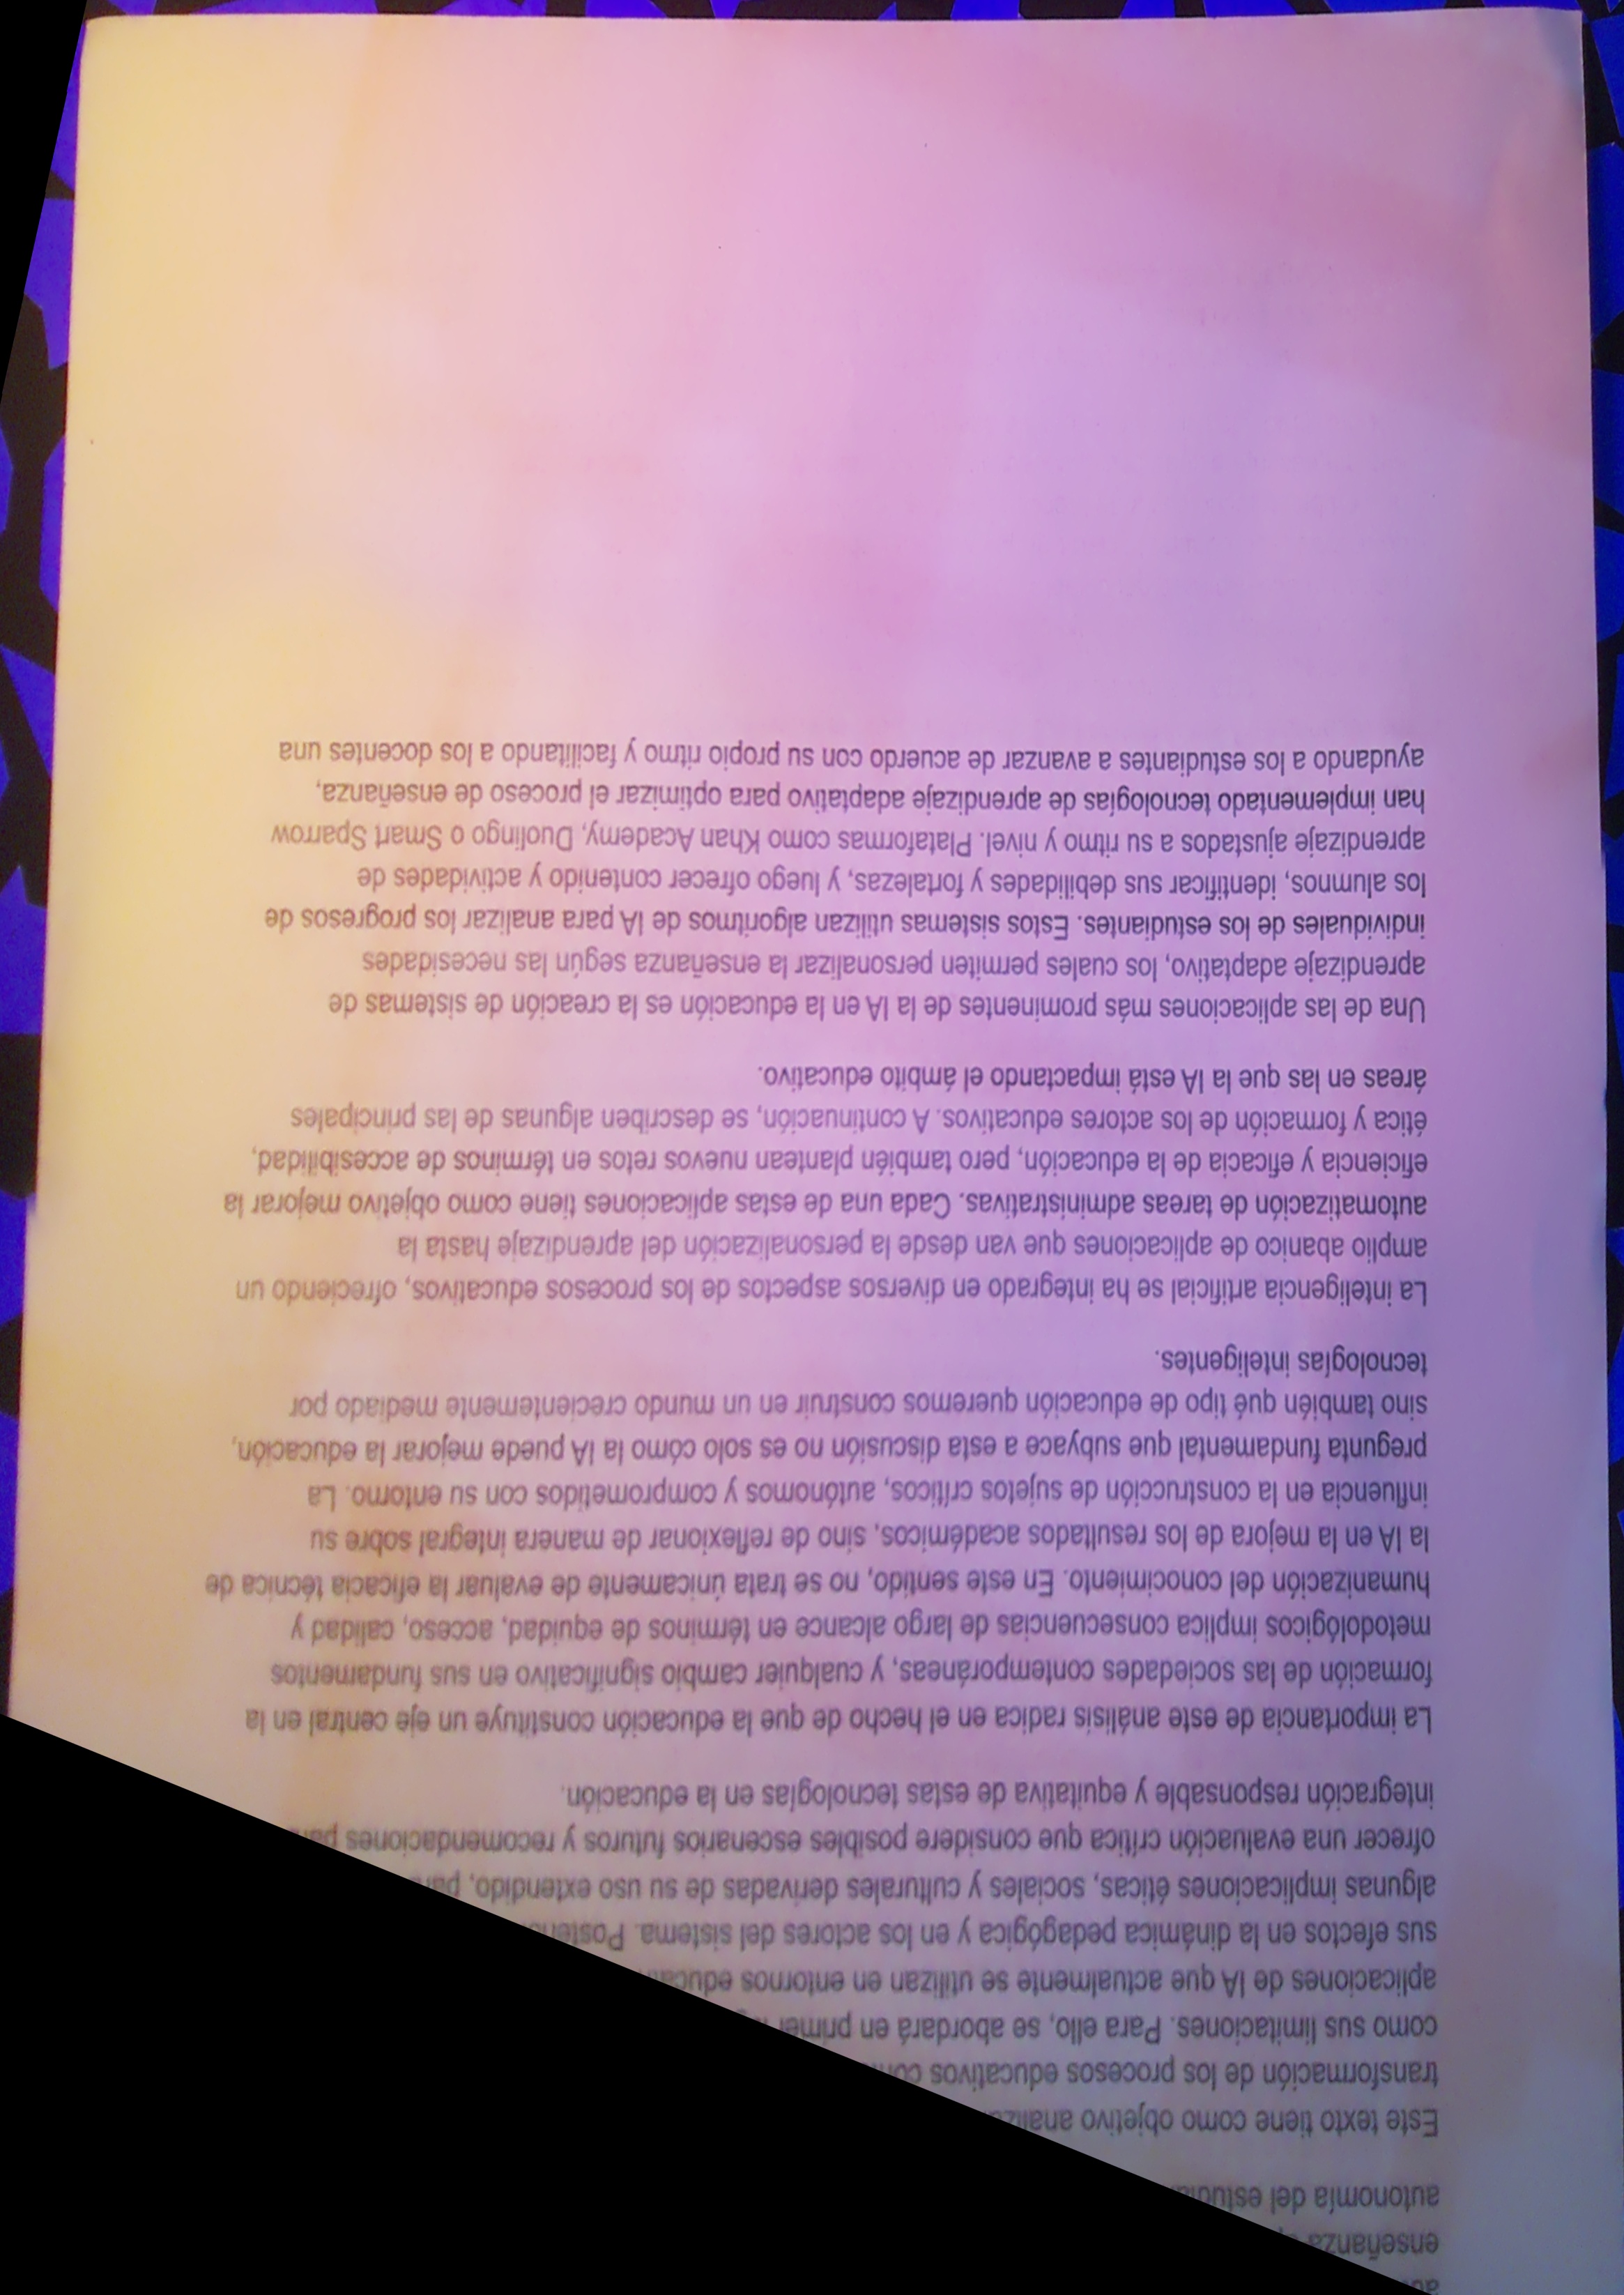 enseñanza
autonomía del
Este texto tiene como objetivo
transformación de los procesos educativos
como sus limitaciones. Para ello, se abordará en primer
aplicaciones de IA que actualmente se utilizan en entornos
sus efectos en la dinámica pedagógica y en los actores del sistema.
algunas implicaciones éticas, sociales y culturales derivadas de su uso extendido,
ofrecer una evaluación crítica que considere posibles escenarios futuros y recomendaciones
integración responsable y equitativa de estas tecnologías en la educación.
La importancia de este análisis radica en el hecho de que la educación constituye un eje central en la
formación de las sociedades contemporáneas, y cualquier cambio significativo en sus fundamentos
metodológicos implica consecuencias de largo alcance en términos de equidad, acceso, calidad y
humanización del conocimiento. En este sentido, no se trata únicamente de evaluar la eficacia técnica de
la IA en la mejora de los resultados académicos, sino de reflexionar de manera integral sobre su
influencia en la construcción de sujetos críticos, autónomos y comprometidos con su entorno. La
pregunta fundamental que subyace a esta discusión no es solo cómo la IA puede mejorar la educación,
sino también qué tipo de educación queremos construir en un mundo crecientemente mediado por
tecnologías inteligentes.
La inteligencia artificial se ha integrado en diversos aspectos de los procesos educativos, ofreciendo un
amplio abanico de aplicaciones que van desde la personalización del aprendizaje hasta la
automatización de tareas administrativas. Cada una de estas aplicaciones tiene como objetivo mejorar la
eficiencia y eficacia de la educación, pero también plantean nuevos retos en términos de accesibilidad,
ética y formación de los actores educativos. A continuación, se describen algunas de las principales
áreas en las que la IA está impactando el ámbito educativo.
Una de las aplicaciones más prominentes de la IA en la educación es la creación de sistemas de
aprendizaje adaptativo, los cuales permiten personalizar la enseñanza según las necesidades
individuales de los estudiantes. Estos sistemas utilizan algoritmos de IA para analizar los progresos de
los alumnos, identificar sus debilidades y fortalezas, y luego ofrecer contenido y actividades de
aprendizaje ajustados a su ritmo y nivel. Plataformas como Khan Academy, Duolingo o Smart Sparrow
han implementado tecnologías de aprendizaje adaptativo para optimizar el proceso de enseñanza,
ayudando a los estudiantes a avanzar de acuerdo con su propio ritmo y facilitando a los docentes una